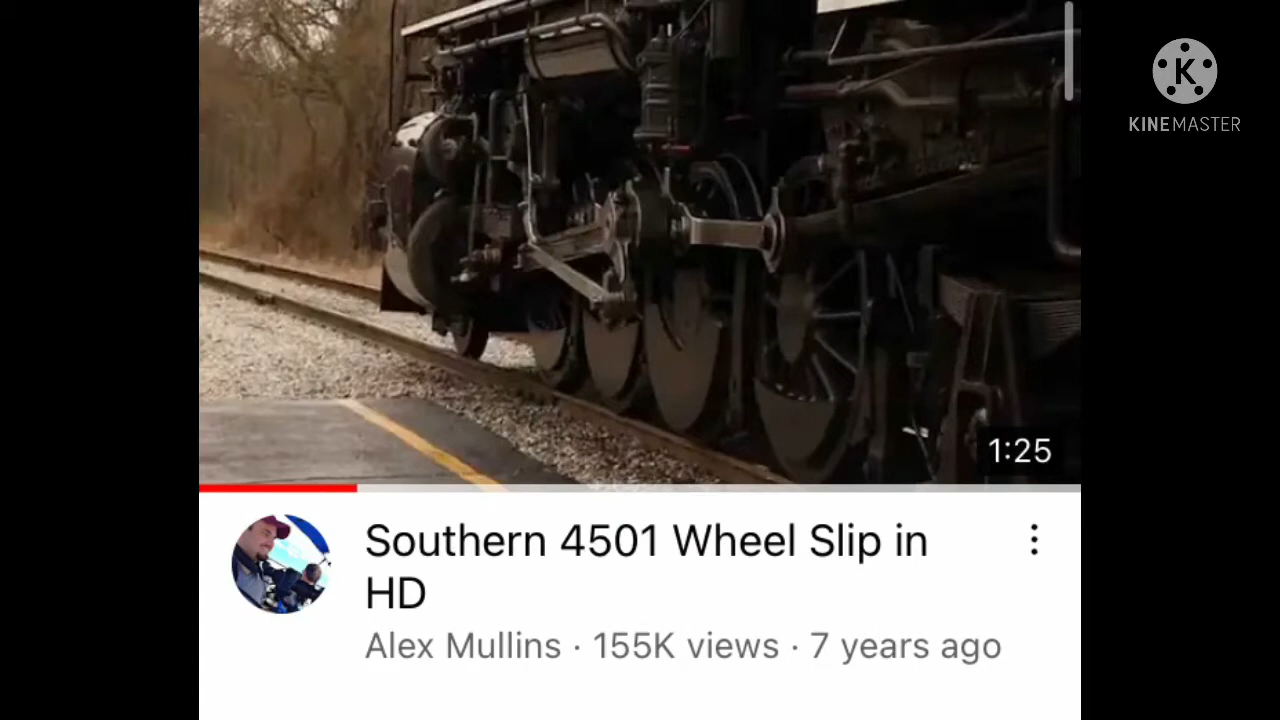 K
KINEMASTER
1:25
Southern 4501 Wheel Slip in
HD
Alex Mullins · 155K views · 7 years ago